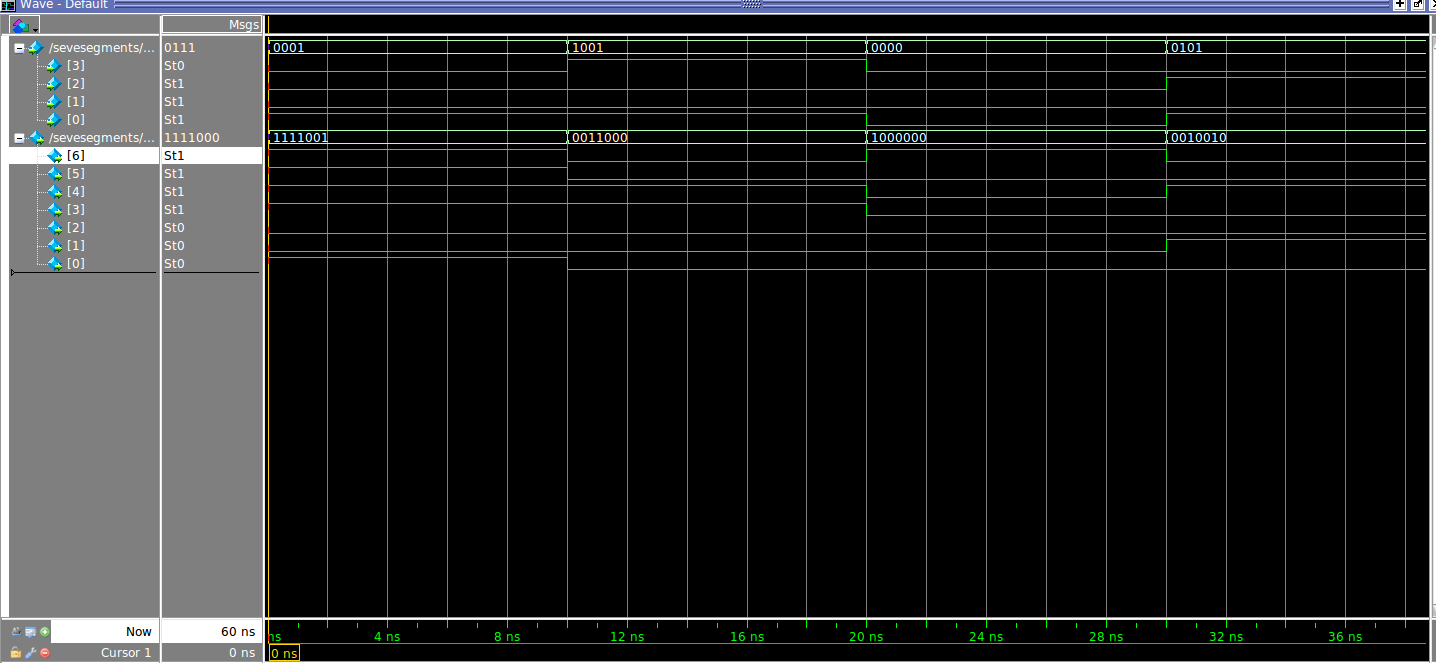 Wave - Default
Msgs
/sevesegments/... 0111 0001 1001 0000 0101
[3] St0
[2] St1
[1] St1
[0] St1
/sevesegments/... 1111000 1111001 0011000 1000000 0010010
[6] St1
[5] St1
[4] St1
[3] St1
[2] St0
[1] St0
[0] St0
Now 60 ns ns 4 ns 8 ns 12 ns 16 ns 20 ns 24 ns 28 ns 32 ns 36 ns
Cursor 1 0 ns 0 ns